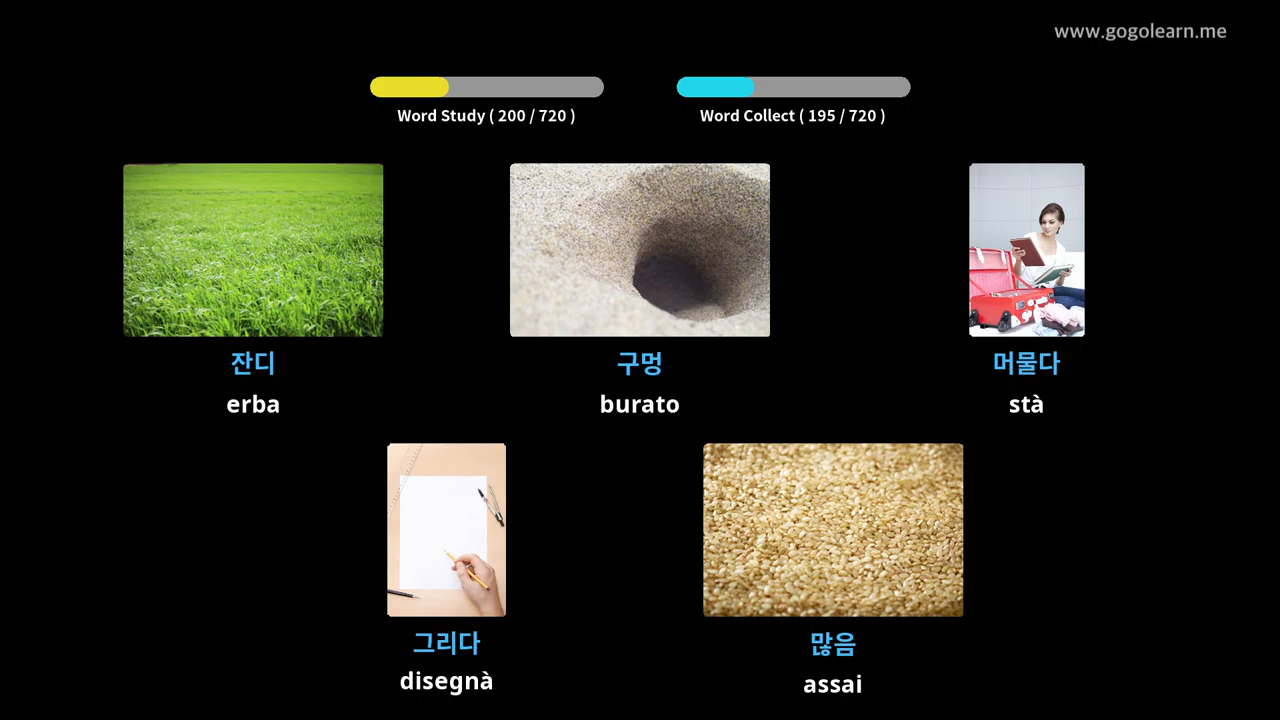 www.gogolearn.me
Word Study ( 200 / 720 )
Word Collect ( 195 / 720 )
잔디
구멍
머물다
erba
burato
stà
그리다
많음
disegnà
assai